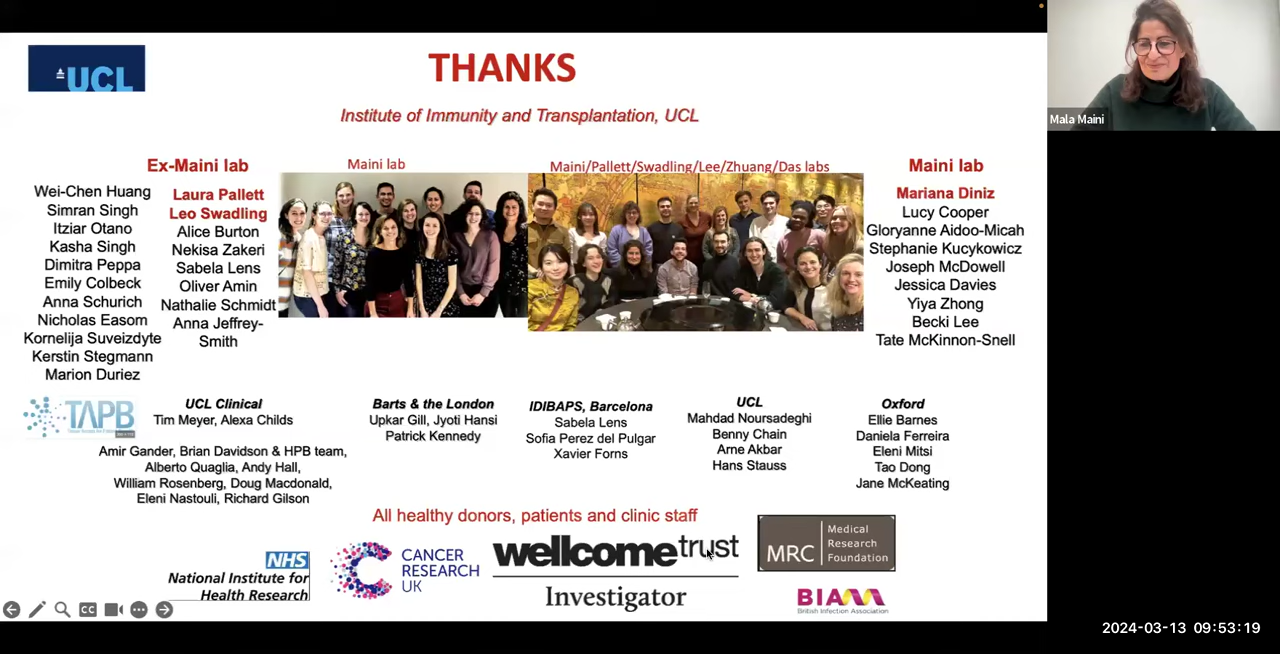 UCL
THANKS
Institute of Immunity and Transplantation, UCL
Mala Maini
Ex-Maini lab
Wei-Chen Huang
Simran Singh
Itziar Otano
Kasha Singh
Dimitra Peppa
Emily Colbeck
Anna Schurich
Nicholas Easom
Kornelija Suveizdyte
Kerstin Stegmann
Marion Duriez
Laura Pallett
Leo Swadling
Alice Burton
Nekisa Zakeri
Sabela Lens
Oliver Amin
Nathalie Schmidt
Anna Jeffrey-
Smith
Maini lab
Maini/Pallett/Swadling/Lee/Zhuang/Das labs
Maini lab
Mariana Diniz
Lucy Cooper
Gloryanne Aidoo-Micah
Stephanie Kucykowicz
Joseph McDowell
Jessica Davies
Yiya Zhong
Becki Lee
Tate McKinnon-Snell
TAPB
UCL Clinical
Tim Meyer, Alexa Childs
Amir Gander, Brian Davidson & HPB team,
Alberto Quaglia, Andy Hall,
William Rosenberg, Doug Macdonald,
Eleni Nastouli, Richard Gilson
Barts & the London
Upkar Gill, Jyoti Hansi
Patrick Kennedy
IDIBAPS, Barcelona
Sabela Lens
Sofia Perez del Pulgar
Xavier Forns
UCL
Mahdad Noursadeghi
Benny Chain
Arne Akbar
Hans Stauss
Oxford
Ellie Barnes
Daniela Ferreira
Eleni Mitsi
Tao Dong
Jane McKeating
All healthy donors, patients and clinic staff
NHS
National Institute for
Health Research
CANCER
RESEARCH
UK
wellcometrust
Investigator
MRC
Medical
Research
Foundation
BIA
British Infection Association
CC
2024-03-13 09:53:19